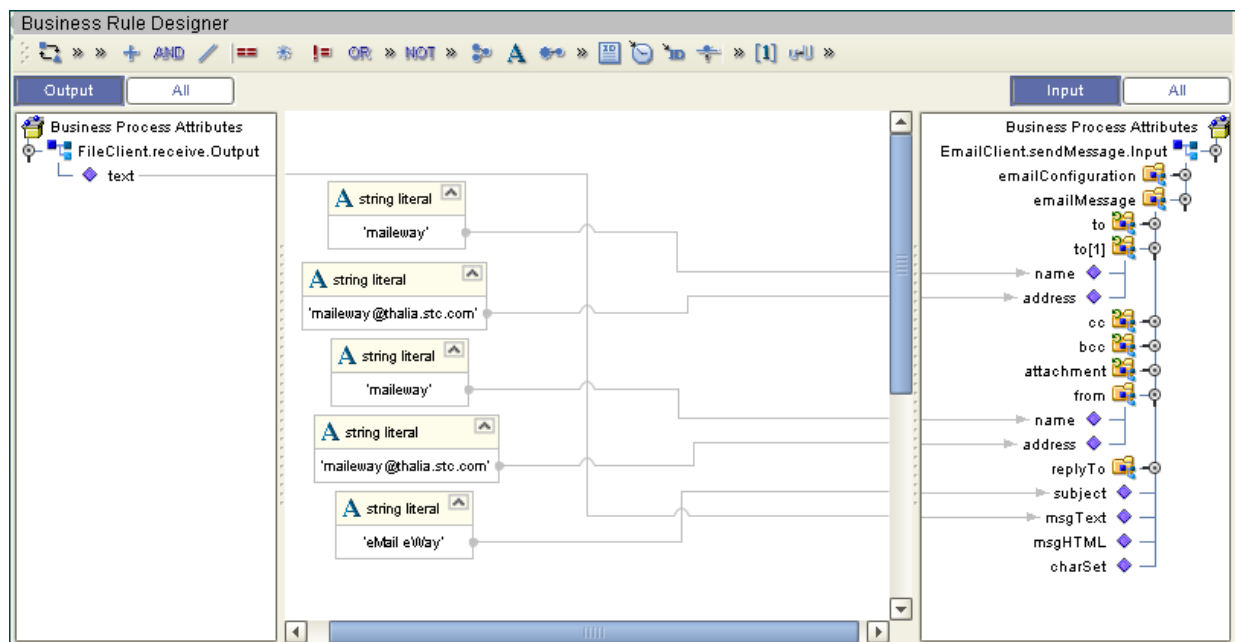 Business Rule Designer
» » AND == != OR » NOT » A » ID ID » [1] »
Output All
Input All
Business Process Attributes
FileClient.receive.Output
text
A string literal
'maileway'
A string literal
'maileway@thalia.stc.com'
A string literal
'maileway'
A string literal
'maileway@thalia.stc.com'
A string literal
'eMail eWay'
Business Process Attributes
EmailClient.sendMessage.Input
emailConfiguration
emailMessage
to
to[1]
name
address
cc
bcc
attachment
from
name
address
replyTo
subject
msgText
msgHTML
charSet